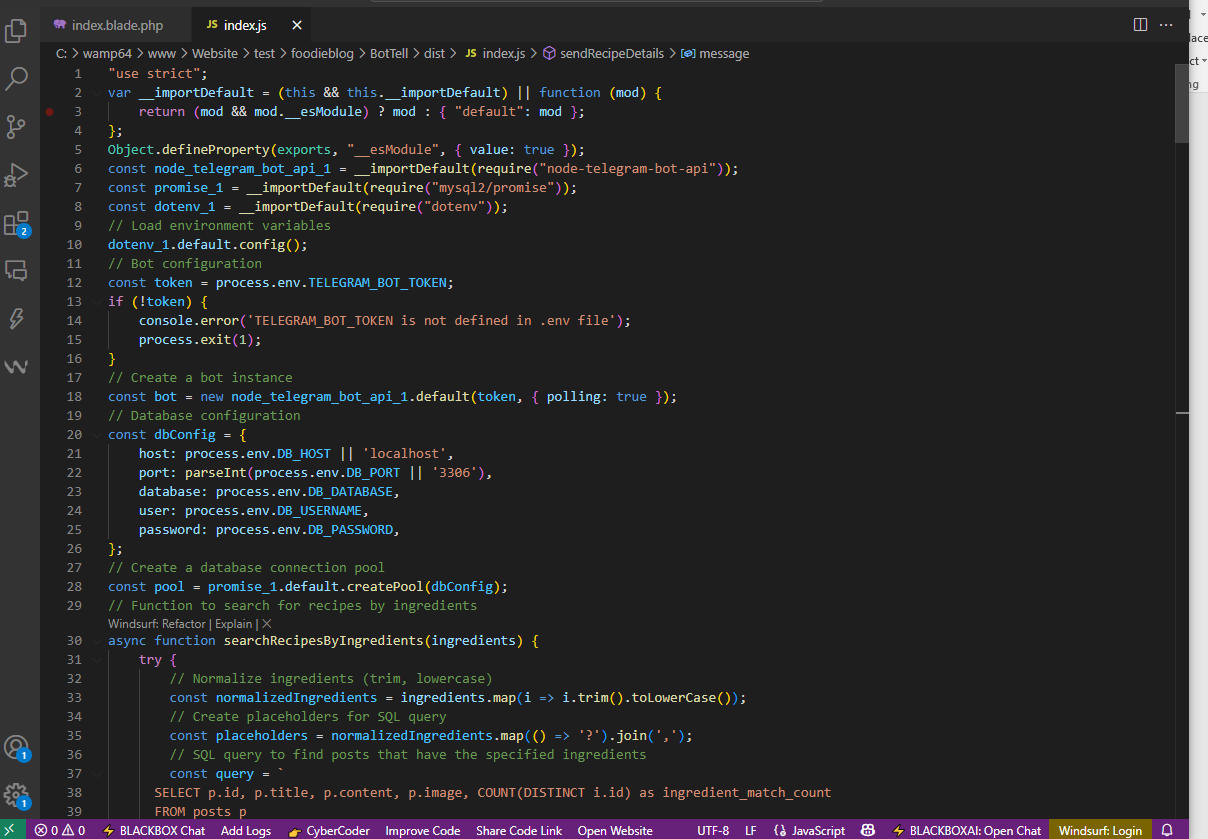 index.blade.php
JS index.js
C: > wamp64 > www > Website > test > foodieblog > BotTell > dist > JS index.js > sendRecipeDetails > message
1 "use strict";
2 var __importDefault = (this && this.__importDefault) || function (mod) {
3 return (mod && mod.__esModule) ? mod : { "default": mod };
4 };
5 Object.defineProperty(exports, "__esModule", { value: true });
6 const node_telegram_bot_api_1 = __importDefault(require("node-telegram-bot-api"));
7 const promise_1 = __importDefault(require("mysql2/promise"));
8 const dotenv_1 = __importDefault(require("dotenv"));
9 // Load environment variables
10 dotenv_1.default.config();
11 // Bot configuration
12 const token = process.env.TELEGRAM_BOT_TOKEN;
13 if (!token) {
14 console.error('TELEGRAM_BOT_TOKEN is not defined in .env file');
15 process.exit(1);
16 }
17 // Create a bot instance
18 const bot = new node_telegram_bot_api_1.default(token, { polling: true });
19 // Database configuration
20 const dbConfig = {
21 host: process.env.DB_HOST || 'localhost',
22 port: parseInt(process.env.DB_PORT || '3306'),
23 database: process.env.DB_DATABASE,
24 user: process.env.DB_USERNAME,
25 password: process.env.DB_PASSWORD,
26 };
27 // Create a database connection pool
28 const pool = promise_1.default.createPool(dbConfig);
29 // Function to search for recipes by ingredients
Windsurf: Refactor | Explain | X
30 async function searchRecipesByIngredients(ingredients) {
31 try {
32 // Normalize ingredients (trim, lowercase)
33 const normalizedIngredients = ingredients.map(i => i.trim().toLowerCase());
34 // Create placeholders for SQL query
35 const placeholders = normalizedIngredients.map(() => '?').join(',');
36 // SQL query to find posts that have the specified ingredients
37 const query = `
38 SELECT p.id, p.title, p.content, p.image, COUNT(DISTINCT i.id) as ingredient_match_count
39 FROM posts p
2
1
1
0 0 BLACKBOX Chat Add Logs CyberCoder Improve Code Share Code Link Open Website UTF-8 LF {} JavaScript BLACKBOXAI: Open Chat Windsurf: Login